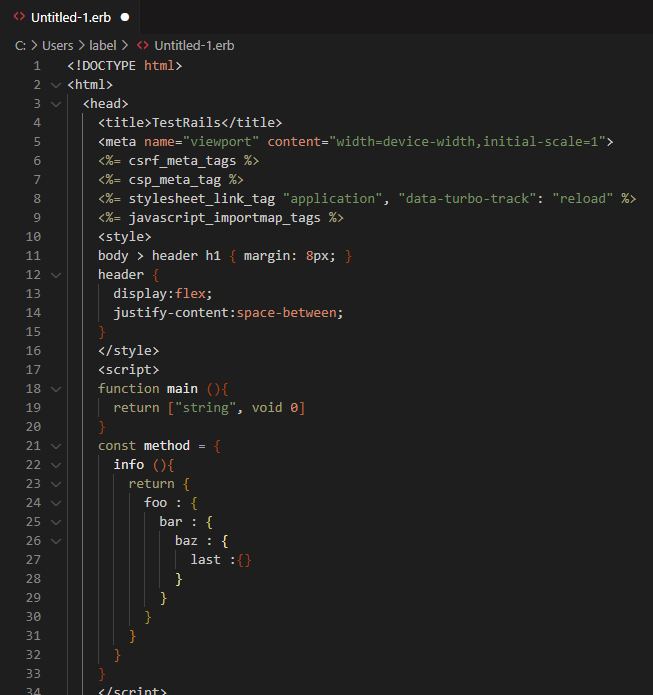 <> Untitled-1.erb ●
C: > Users > label > <> Untitled-1.erb
1 <!DOCTYPE html>
2 <html>
3 <head>
4 <title>TestRails</title>
5 <meta name="viewport" content="width=device-width,initial-scale=1">
6 <%= csrf_meta_tags %>
7 <%= csp_meta_tag %>
8 <%= stylesheet_link_tag "application", "data-turbo-track": "reload" %>
9 <%= javascript_importmap_tags %>
10 <style>
11 body > header h1 { margin: 8px; }
12 header {
13 display:flex;
14 justify-content:space-between;
15 }
16 </style>
17 <script>
18 function main (){
19 return ["string", void 0]
20 }
21 const method = {
22 info (){
23 return {
24 foo : {
25 bar : {
26 baz : {
27 last :{}
28 }
29 }
30 }
31 }
32 }
33 }
34 </script>